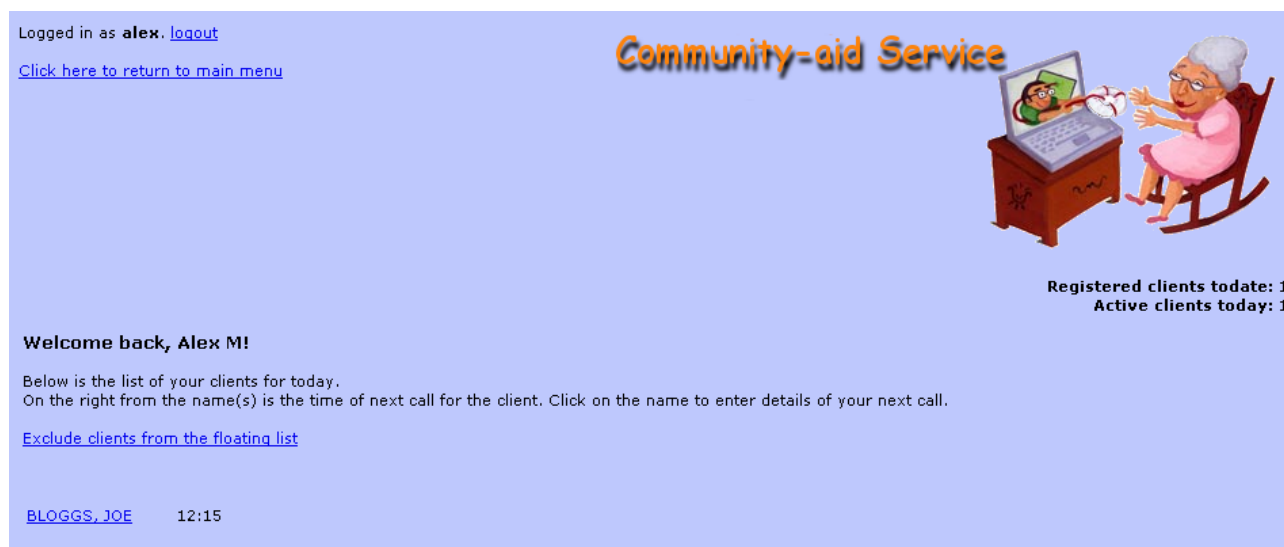 Logged in as alex. logout
Community-aid Service
Click here to return to main menu
Registered clients todate: 1
Active clients today: 1
Welcome back, Alex M!
Below is the list of your clients for today.
On the right from the name(s) is the time of next call for the client. Click on the name to enter details of your next call.
Exclude clients from the floating list
BLOGGS, JOE 12:15